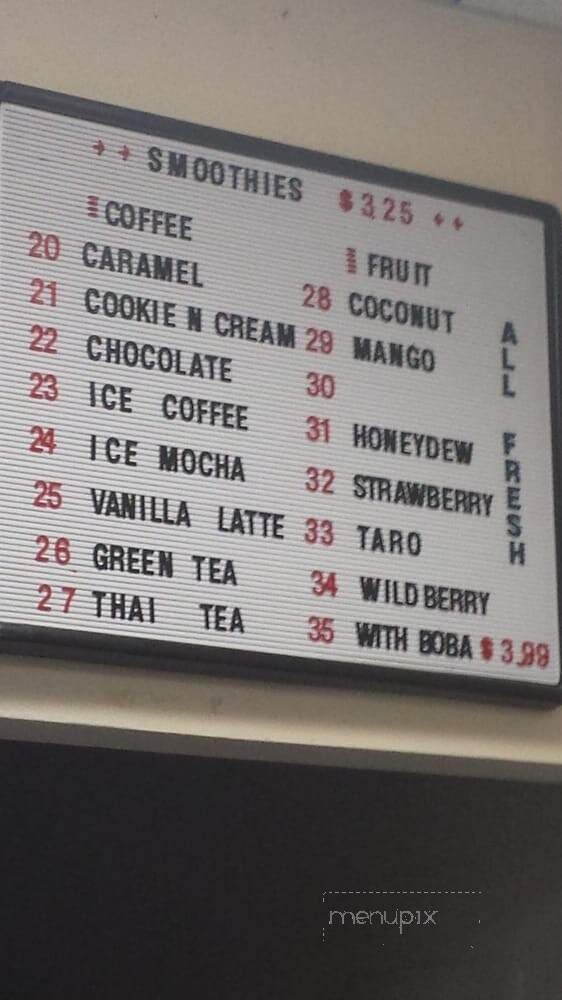 SMOOTHIES $3.25
COFFEE
20 CARAMEL
21 COOKIE N CREAM
22 CHOCOLATE
23 ICE COFFEE
24 ICE MOCHA
25 VANILLA LATTE
26 GREEN TEA
27 THAI TEA
FRUIT
28 COCONUT
29 MANGO
30
31 HONEYDEW
32 STRAWBERRY
33 TARO
34 WILD BERRY
35 WITH BOBA $3.99
ALL FRESH
menupix